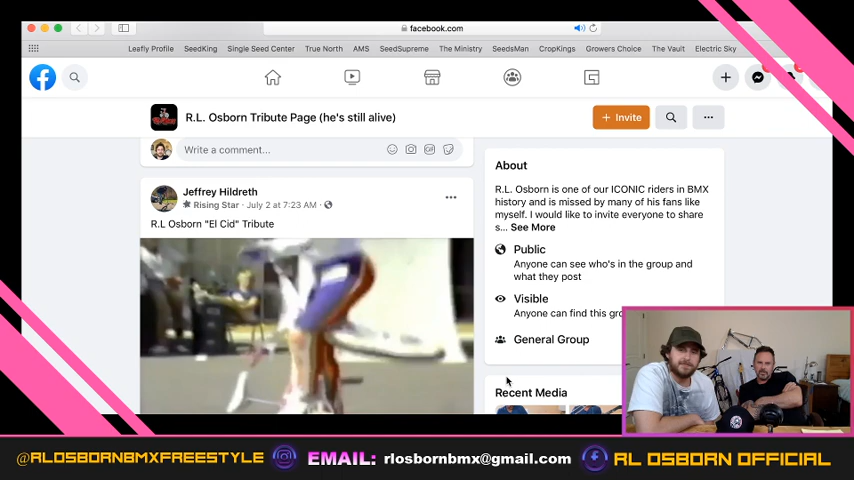 facebook.com
Leafly Profile SeedKing Single Seed Center True North AMS SeedSupreme The Ministry SeedsMan CropKings Growers Choice The Vault Electric Sky
R.L. Osborn Tribute Page (he's still alive)
+ Invite
Write a comment...
GIF
Jeffrey Hildreth
Rising Star · July 2 at 7:23 AM ·
R.L Osborn "El Cid" Tribute
About
R.L. Osborn is one of our ICONIC riders in BMX
history and is missed by many of his fans like
myself. I would like to invite everyone to share
s... See More
Public
Anyone can see who's in the group and
what they post
Visible
Anyone can find this gro
General Group
Recent Media
@RLOSBORNBMXFREESTYLE EMAIL: rlosbornbmx@gmail.com RL OSBORN OFFICIAL